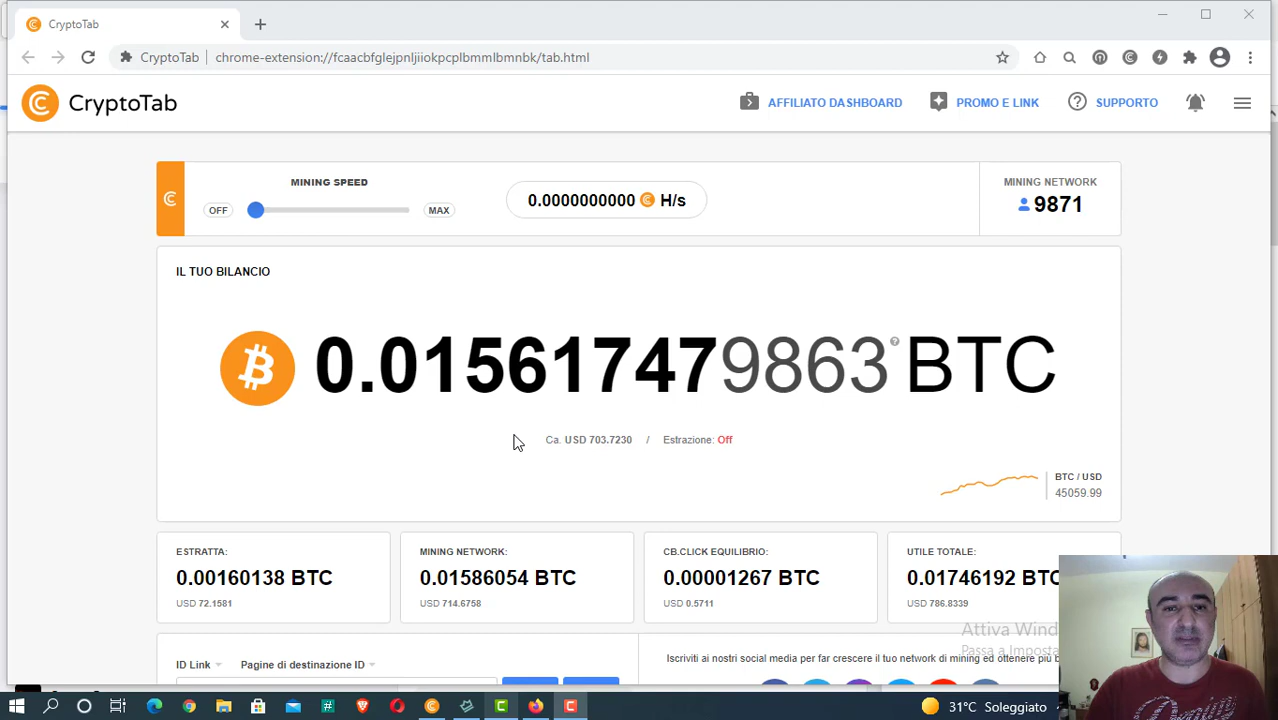 CryptoTab
CryptoTab chrome-extension://fcaacbfglejpnljiiokpcplbmmlbmnbk/tab.html
CryptoTab
AFFILIATO DASHBOARD
PROMO E LINK
SUPPORTO
MINING SPEED
OFF
MAX
0.0000000000 H/s
MINING NETWORK
9871
IL TUO BILANCIO
0.015617479863 BTC
Ca. USD 703.7230 / Estrazione: Off
BTC / USD
45059.99
ESTRATTA:
0.00160138 BTC
USD 72.1581
MINING NETWORK:
0.01586054 BTC
USD 714.6758
CB.CLICK EQUILIBRIO:
0.00001267 BTC
USD 0.5711
UTILE TOTALE:
0.01746192 BTC
USD 786.8339
Attiva Wind
Passa a Imposta
ID Link
Pagine di destinazione ID
Iscriviti ai nostri social media per far crescere il tuo network di mining ed ottenere più
31°C Soleggiato